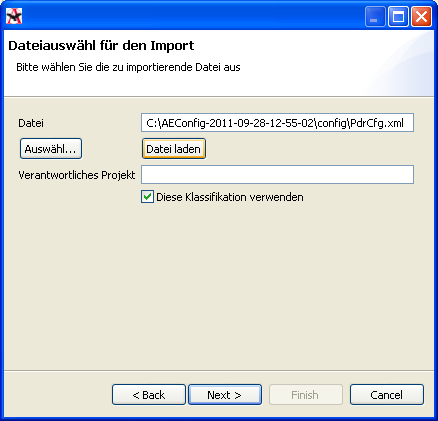 Dateiauswähl für den Import
Bitte wählen Sie die zu importierende Datei aus
Datei C:\AEConfig-2011-09-28-12-55-02\config\PdrCfg.xml
Auswähl... Datei laden
Verantwortliches Projekt
Diese Klassifikation verwenden
< Back Next > Finish Cancel